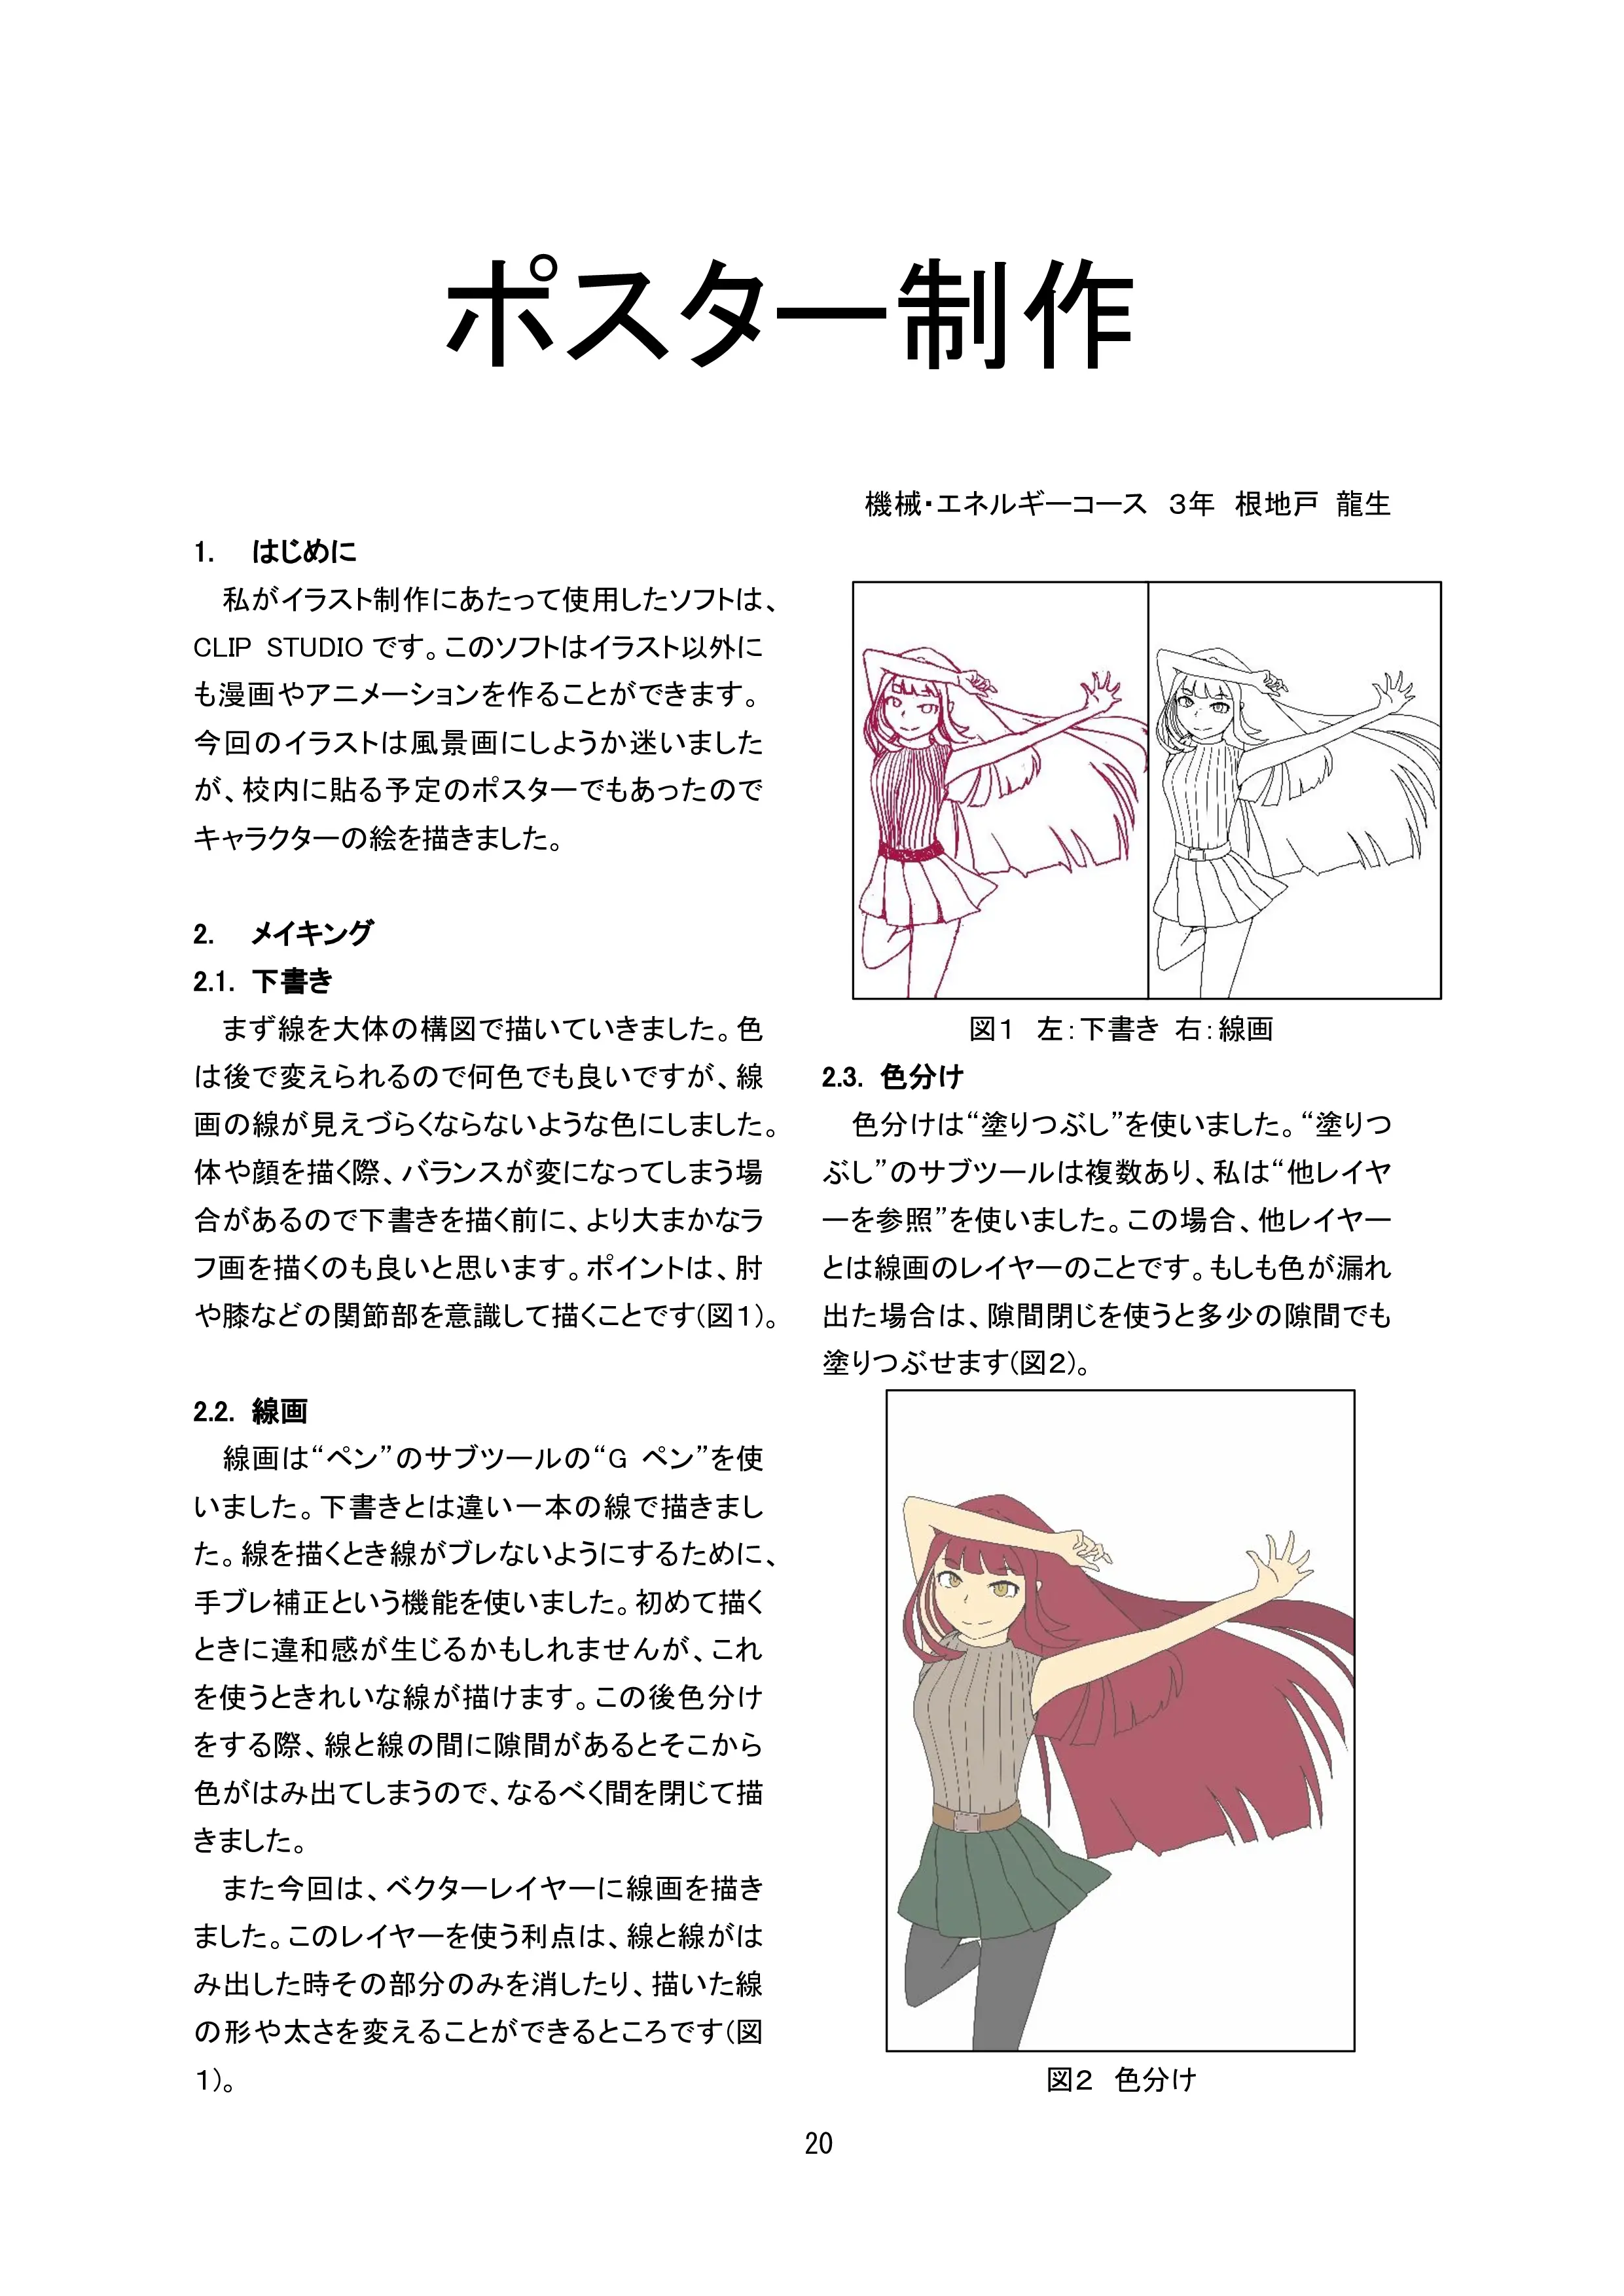 ポスター制作
機械・エネルギーコース　3年　根地戸 龍生
1.　はじめに
　私がイラスト制作にあたって使用したソフトは、
CLIP STUDIO です。このソフトはイラスト以外に
も漫画やアニメーションを作ることができます。
今回のイラストは風景画にしようか迷いました
が、校内に貼る予定のポスターでもあったので
キャラクターの絵を描きました。
2.　メイキング
2.1. 下書き
　まず線を大体の構図で描いていきました。色
は後で変えられるので何色でも良いですが、線
画の線が見えづらくならないような色にしました。
体や顔を描く際、バランスが変になってしまう場
合があるので下書きを描く前に、より大まかなラ
フ画を描くのも良いと思います。ポイントは、肘
や膝などの関節部を意識して描くことです(図1)。
2.2. 線画
　線画は“ペン”のサブツールの“G ペン”を使
いました。下書きとは違い一本の線で描きまし
た。線を描くとき線がブレないようにするために、
手ブレ補正という機能を使いました。初めて描く
ときに違和感が生じるかもしれませんが、これ
を使うときれいな線が描けます。この後色分け
をする際、線と線の間に隙間があるとそこから
色がはみ出てしまうので、なるべく間を閉じて描
きました。
　また今回は、ベクターレイヤーに線画を描き
ました。このレイヤーを使う利点は、線と線がは
み出した時その部分のみを消したり、描いた線
の形や太さを変えることができるところです(図
1)。
図1　左：下書き 右：線画
2.3. 色分け
　色分けは“塗りつぶし”を使いました。“塗りつ
ぶし”のサブツールは複数あり、私は“他レイヤ
ーを参照”を使いました。この場合、他レイヤー
とは線画のレイヤーのことです。もしも色が漏れ
出た場合は、隙間閉じを使うと多少の隙間でも
塗りつぶせます(図2)。
図2　色分け
20